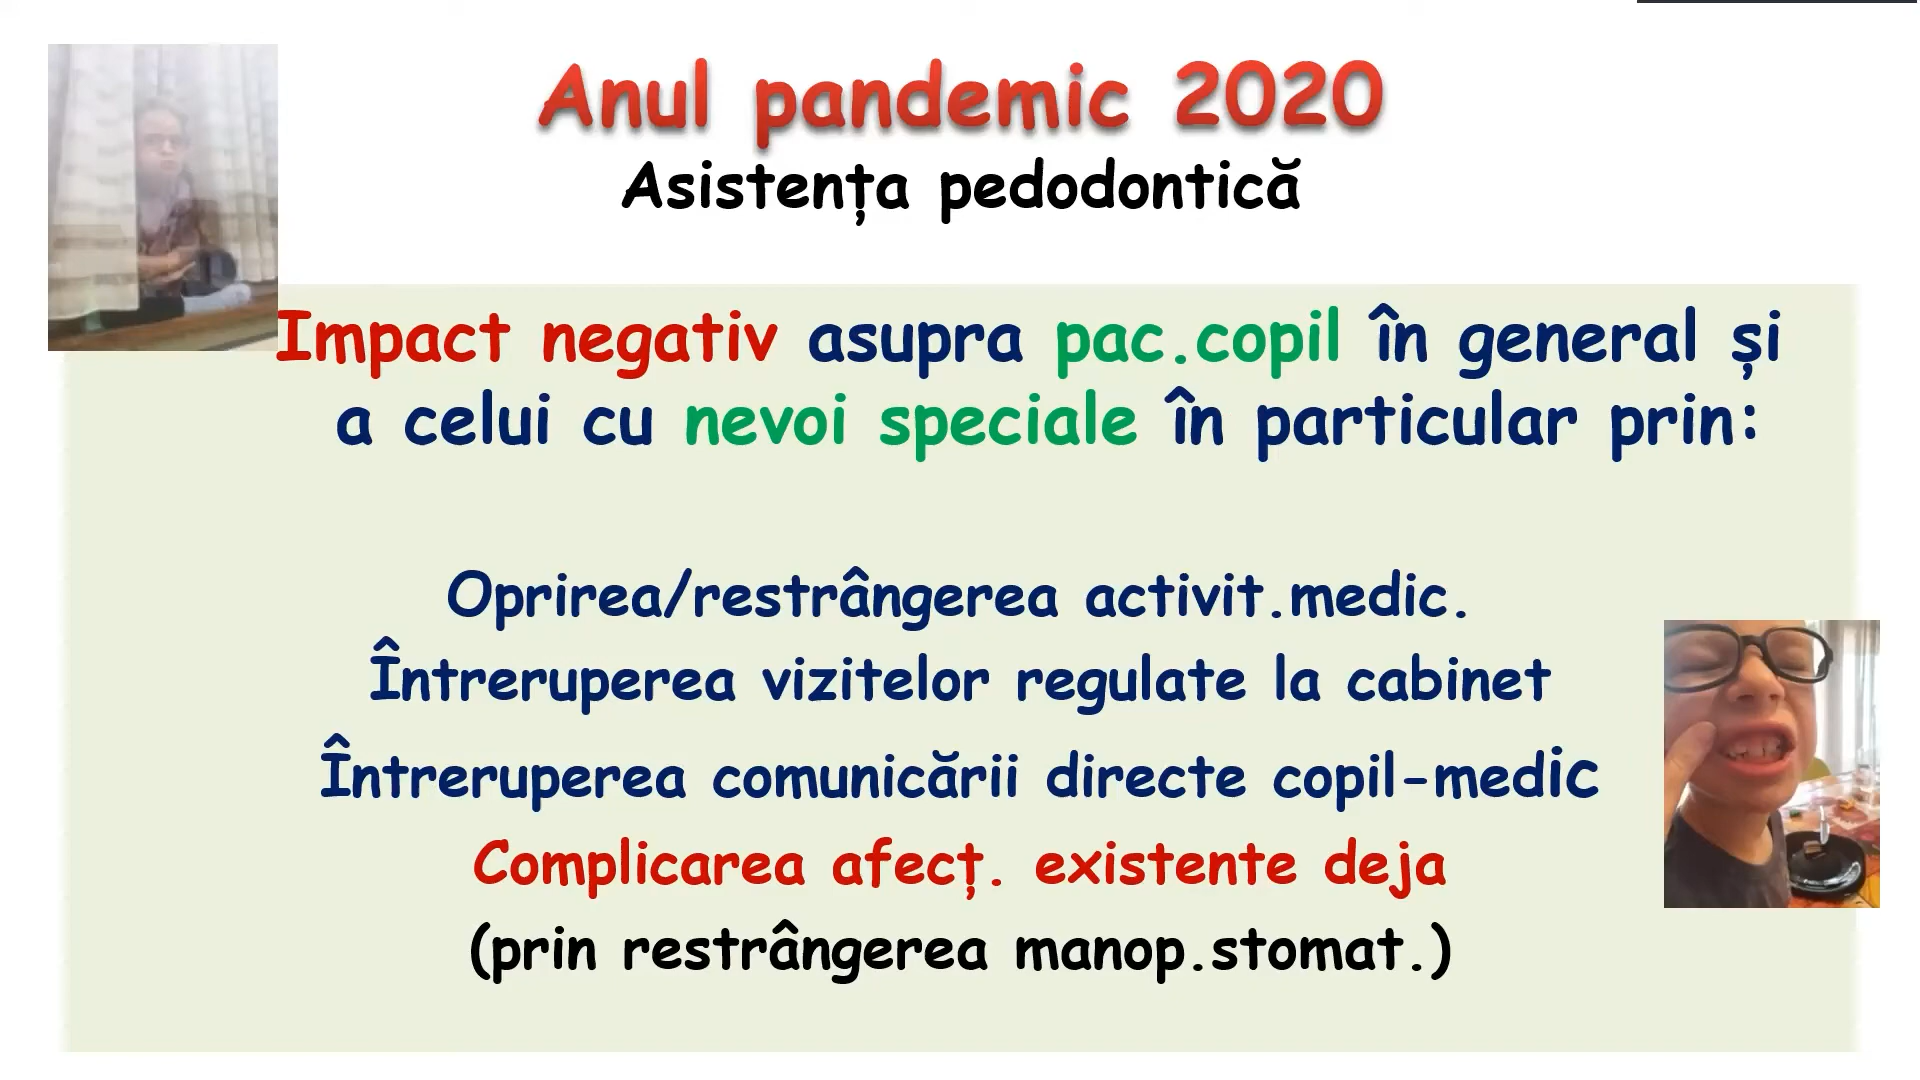 Anul pandemic 2020
Asistența pedodontică
Impact negativ asupra pac.copil în general și
a celui cu nevoi speciale în particular prin:
Oprirea/restrângerea activit.medic.
Întreruperea vizitelor regulate la cabinet
Întreruperea comunicării directe copil-medic
Complicarea afecț. existente deja
(prin restrângerea manop.stomat.)